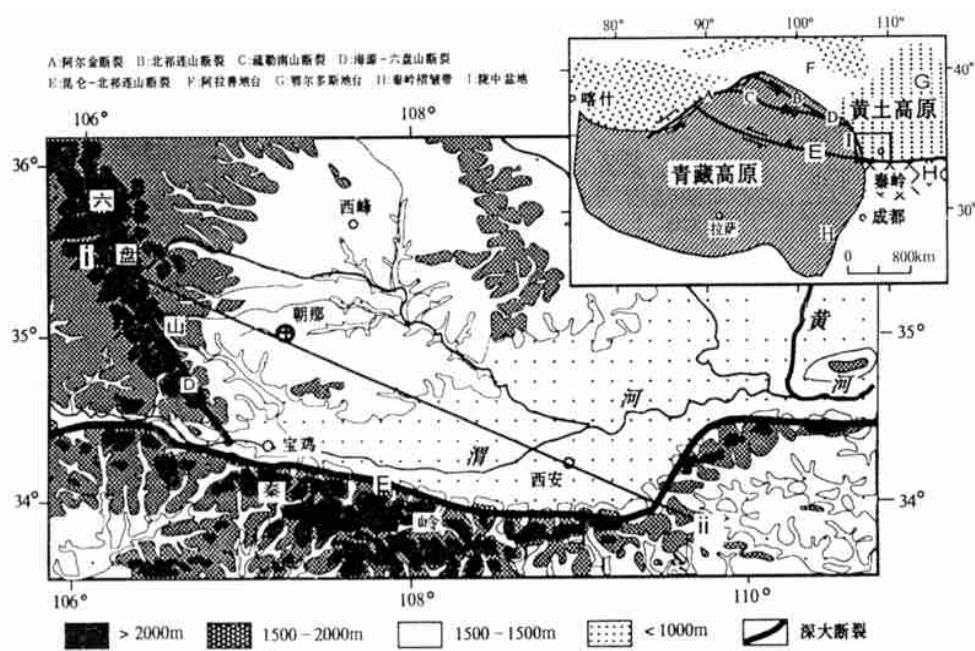 A:阿尔金断裂 B:北祁连山断裂 C:疏勒南山断裂 D:海源-六盘山断裂
E:昆仑-北祁连山断裂 F:阿拉善地台 G:鄂尔多斯地台 H:秦岭褶皱带 I:陇中盆地
80° 90° 100° 110°
40°
30°
喀什
A
B
C
D
E
F
G
黄土高原
I
青藏高原
H
秦岭
拉萨
成都
H
0 800km
106° 108°
36° 35° 34°
35° 34°
六
盘
山
i
西峰
朝那
D
宝鸡
秦
岭
E
渭
河
西安
ii
黄
河
106° 108° 110°
> 2000m 1500-2000m 1500-1500m < 1000m 深大断裂